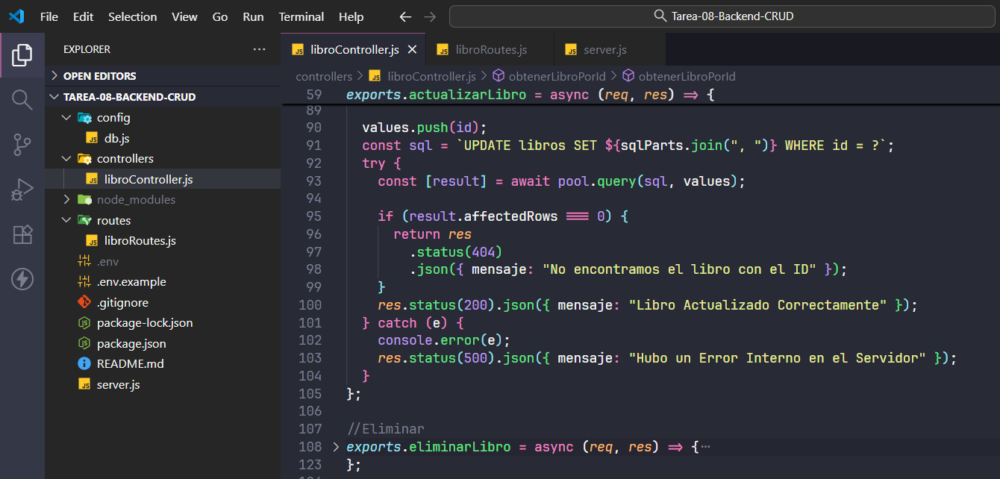 File Edit Selection View Go Run Terminal Help
Tarea-08-Backend-CRUD
EXPLORER
OPEN EDITORS
TAREA-08-BACKEND-CRUD
config
db.js
controllers
libroController.js
node_modules
routes
libroRoutes.js
.env
.env.example
.gitignore
package-lock.json
package.json
README.md
server.js
libroController.js libroRoutes.js server.js
controllers > libroController.js > obtenerLibroPorId > obtenerLibroPorId
59 exports.actualizarLibro = async (req, res) => {
89
90 values.push(id);
91 const sql = `UPDATE libros SET ${sqlParts.join(", ")} WHERE id = ?`;
92 try {
93 const [result] = await pool.query(sql, values);
94
95 if (result.affectedRows === 0) {
96 return res
97 .status(404)
98 .json({ mensaje: "No encontramos el libro con el ID" });
99 }
100 res.status(200).json({ mensaje: "Libro Actualizado Correctamente" });
101 } catch (e) {
102 console.error(e);
103 res.status(500).json({ mensaje: "Hubo un Error Interno en el Servidor" });
104 }
105 };
106
107 //Eliminar
108 exports.eliminarLibro = async (req, res) => {⋯
123 };